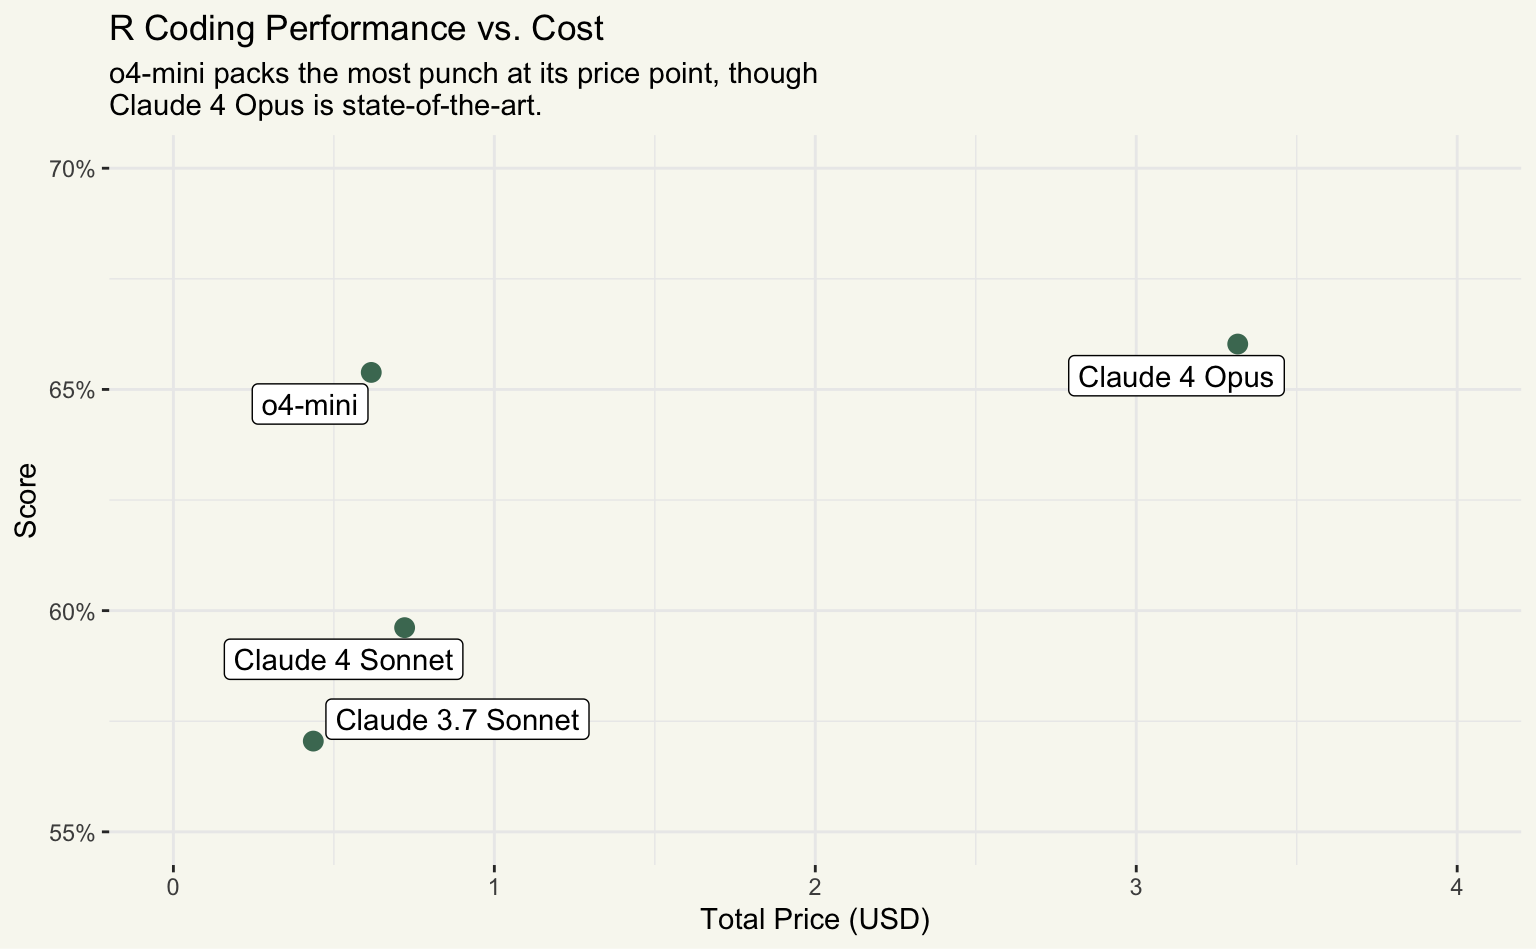 R Coding Performance vs. Cost
o4-mini packs the most punch at its price point, though
Claude 4 Opus is state-of-the-art.
70%
65%
60%
55%
Score
o4-mini
Claude 4 Opus
Claude 4 Sonnet
Claude 3.7 Sonnet
0
1
2
3
4
Total Price (USD)